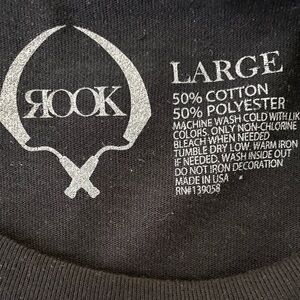 ROOK
LARGE
50% COTTON
50% POLYESTER
MACHINE WASH COLD WITH LIK
COLORS. ONLY NON-CHLORINE
BLEACH WHEN NEEDED
TUMBLE DRY LOW. WARM IRON
IF NEEDED. WASH INSIDE OUT
DO NOT IRON DECORATION
MADE IN USA
RN#139058